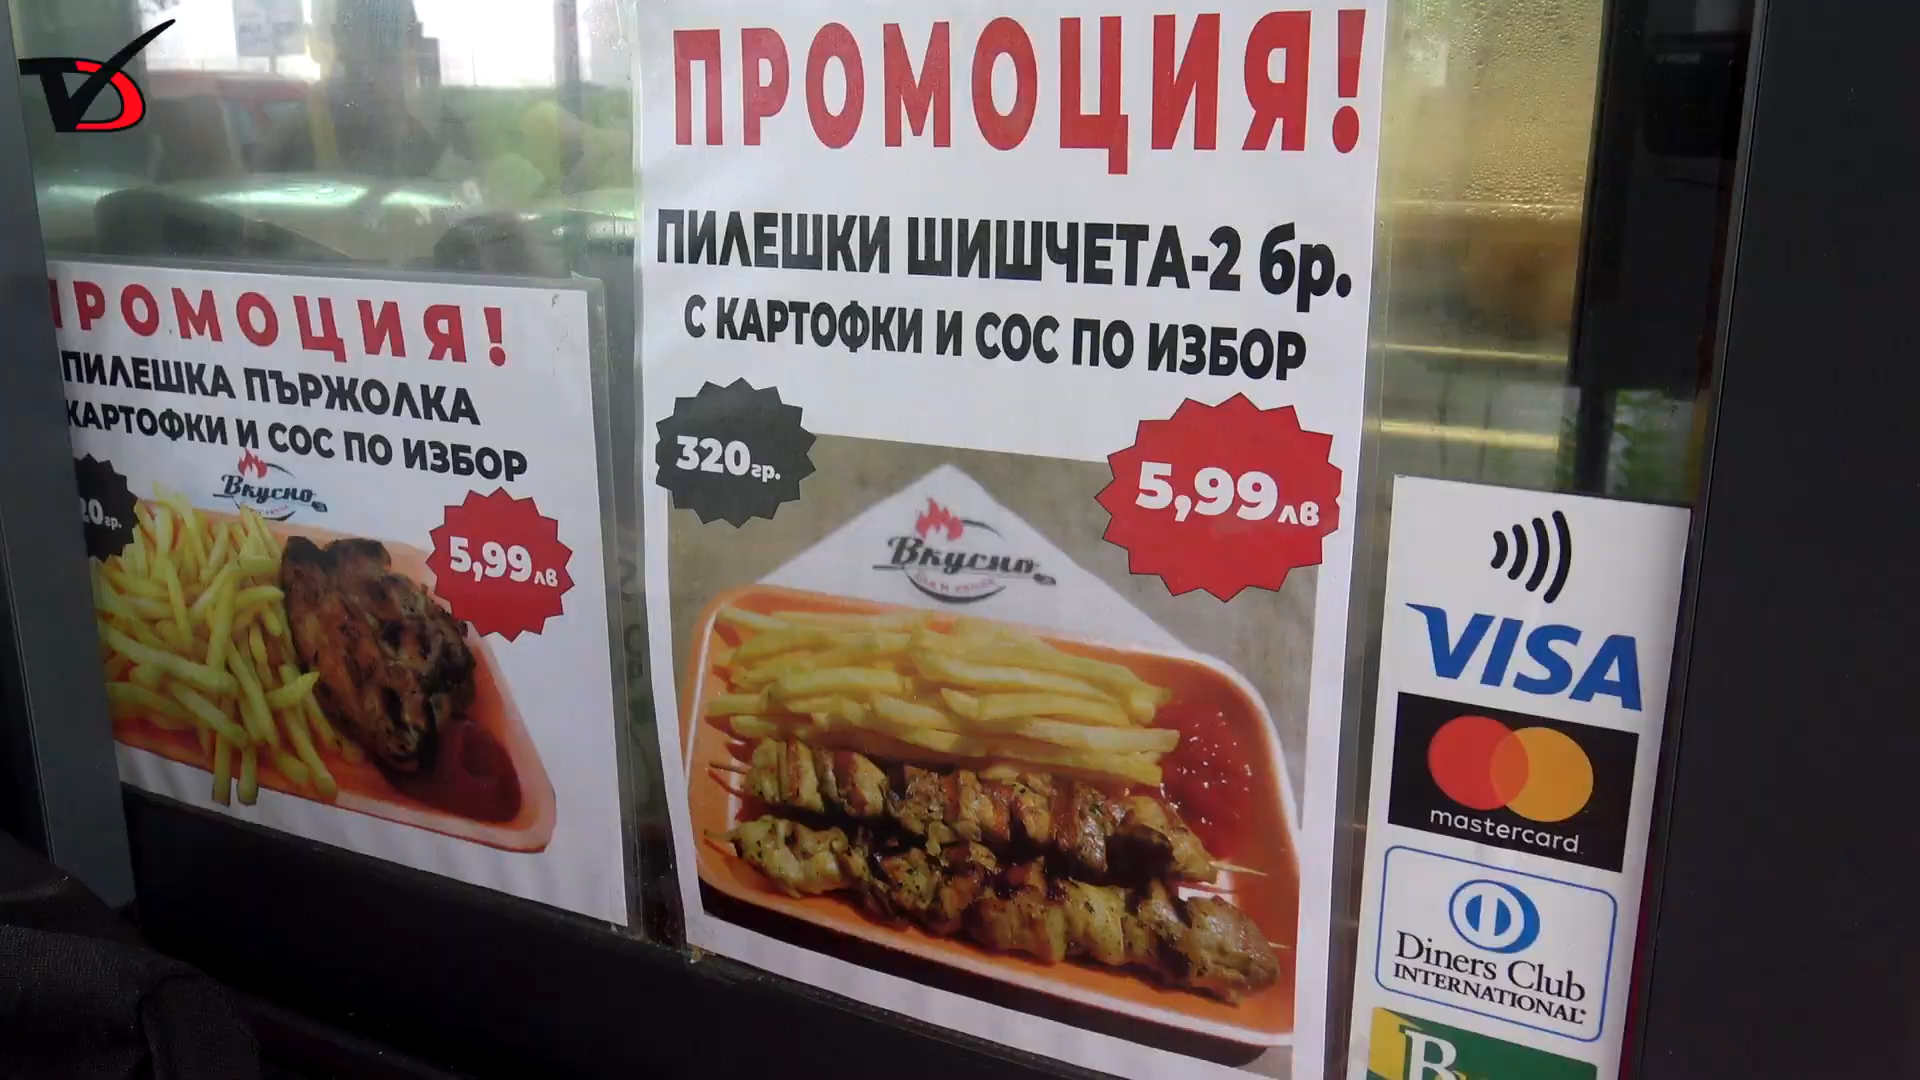 ПРОМОЦИЯ!
ПИЛЕШКА ПЪРЖОЛКА
КАРТОФКИ И СОС ПО ИЗБОР
Вкусно
5,99лв
ПРОМОЦИЯ!
ПИЛЕШКИ ШИШЧЕТА-2 бр.
С КАРТОФКИ И СОС ПО ИЗБОР
320гр.
5,99лв
Вкусно
VISA
mastercard
Diners Club
INTERNATIONAL